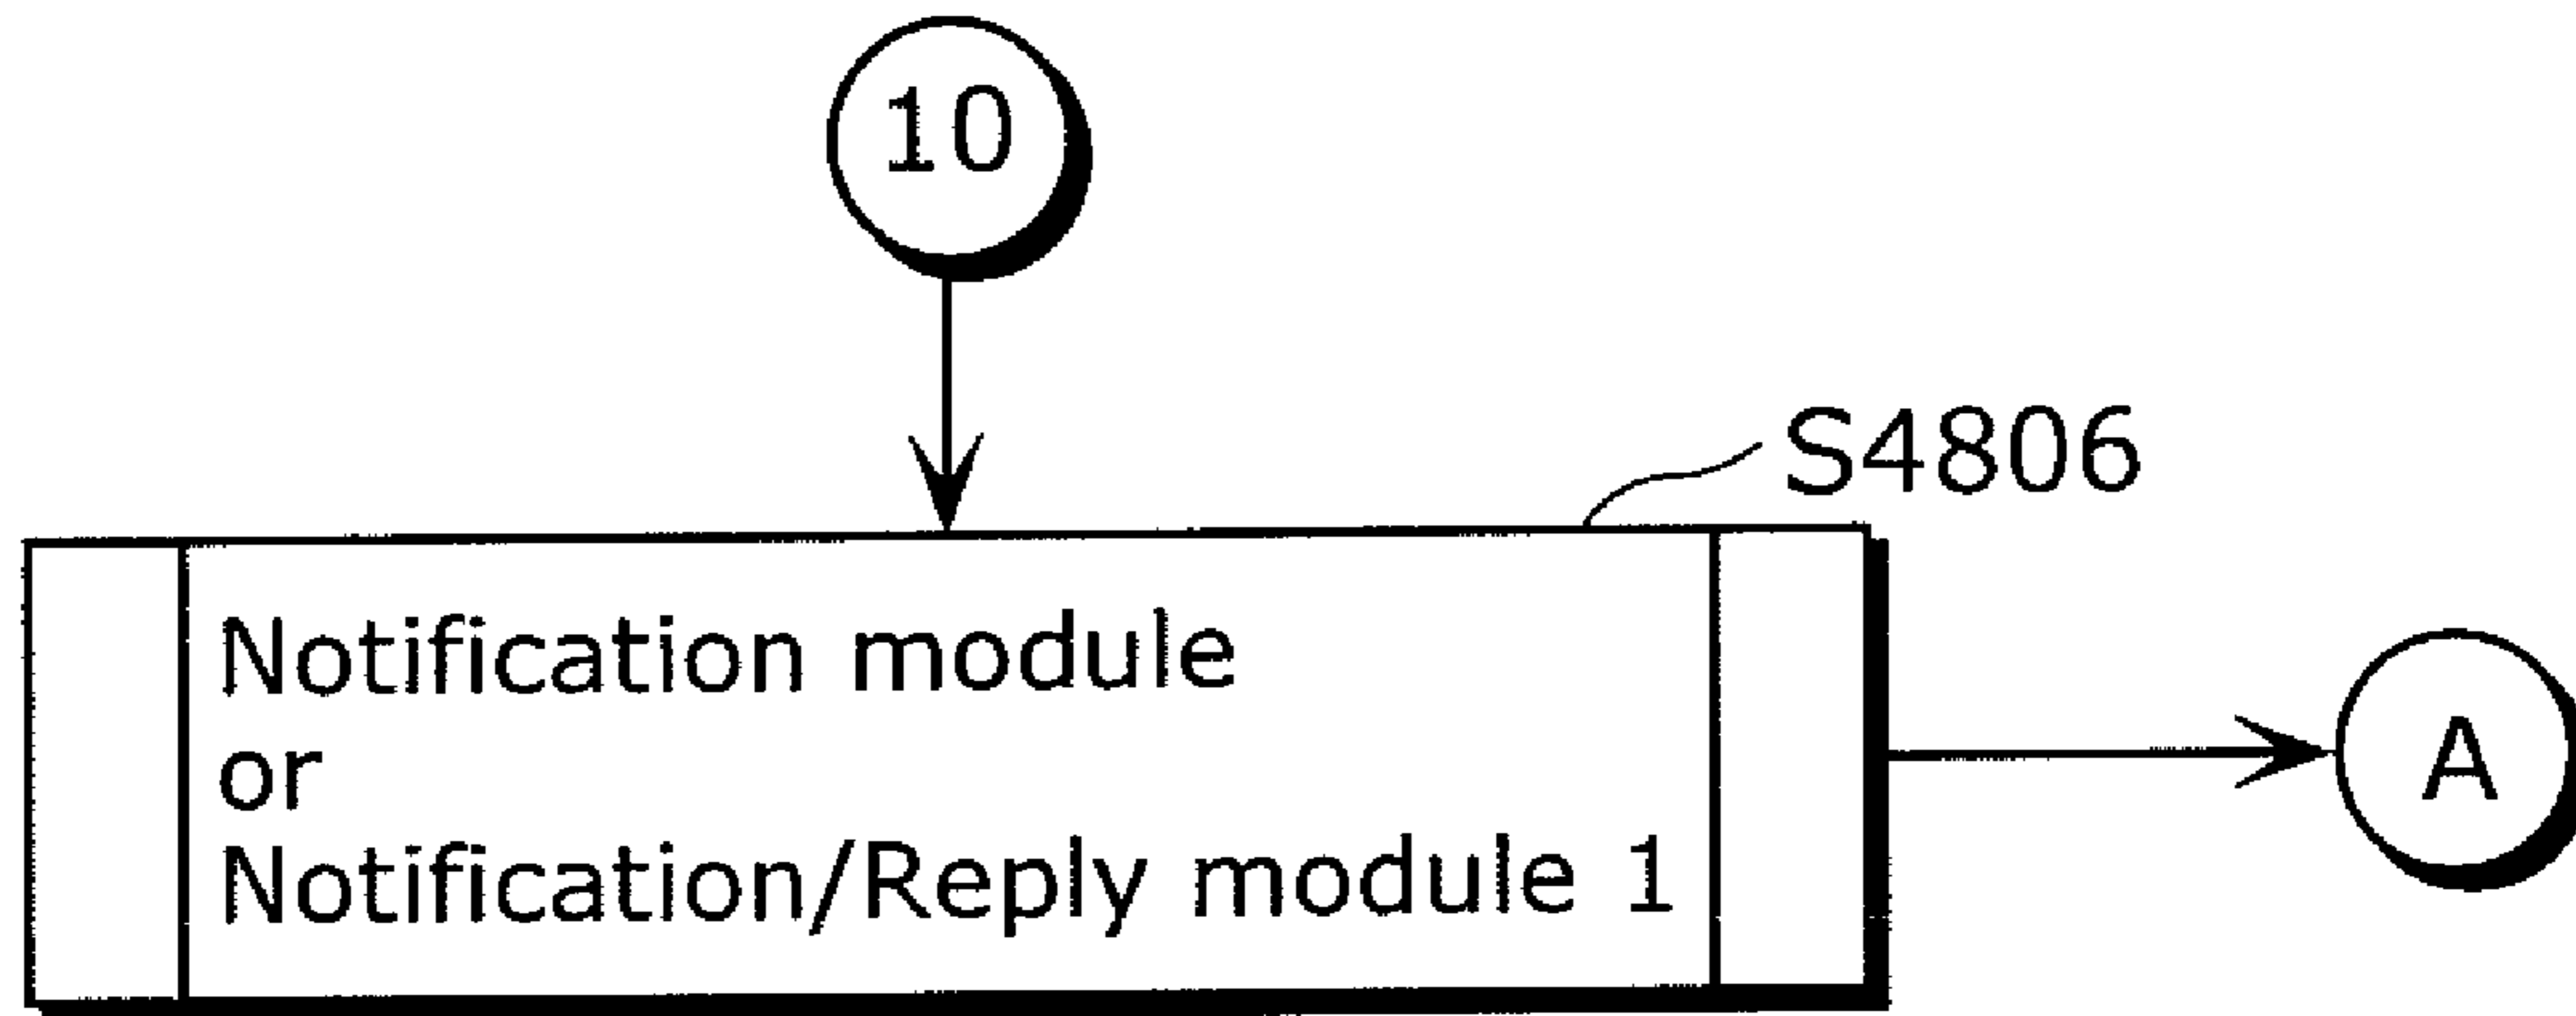 10
S4806
Notification module
or
Notification/Reply module 1
A